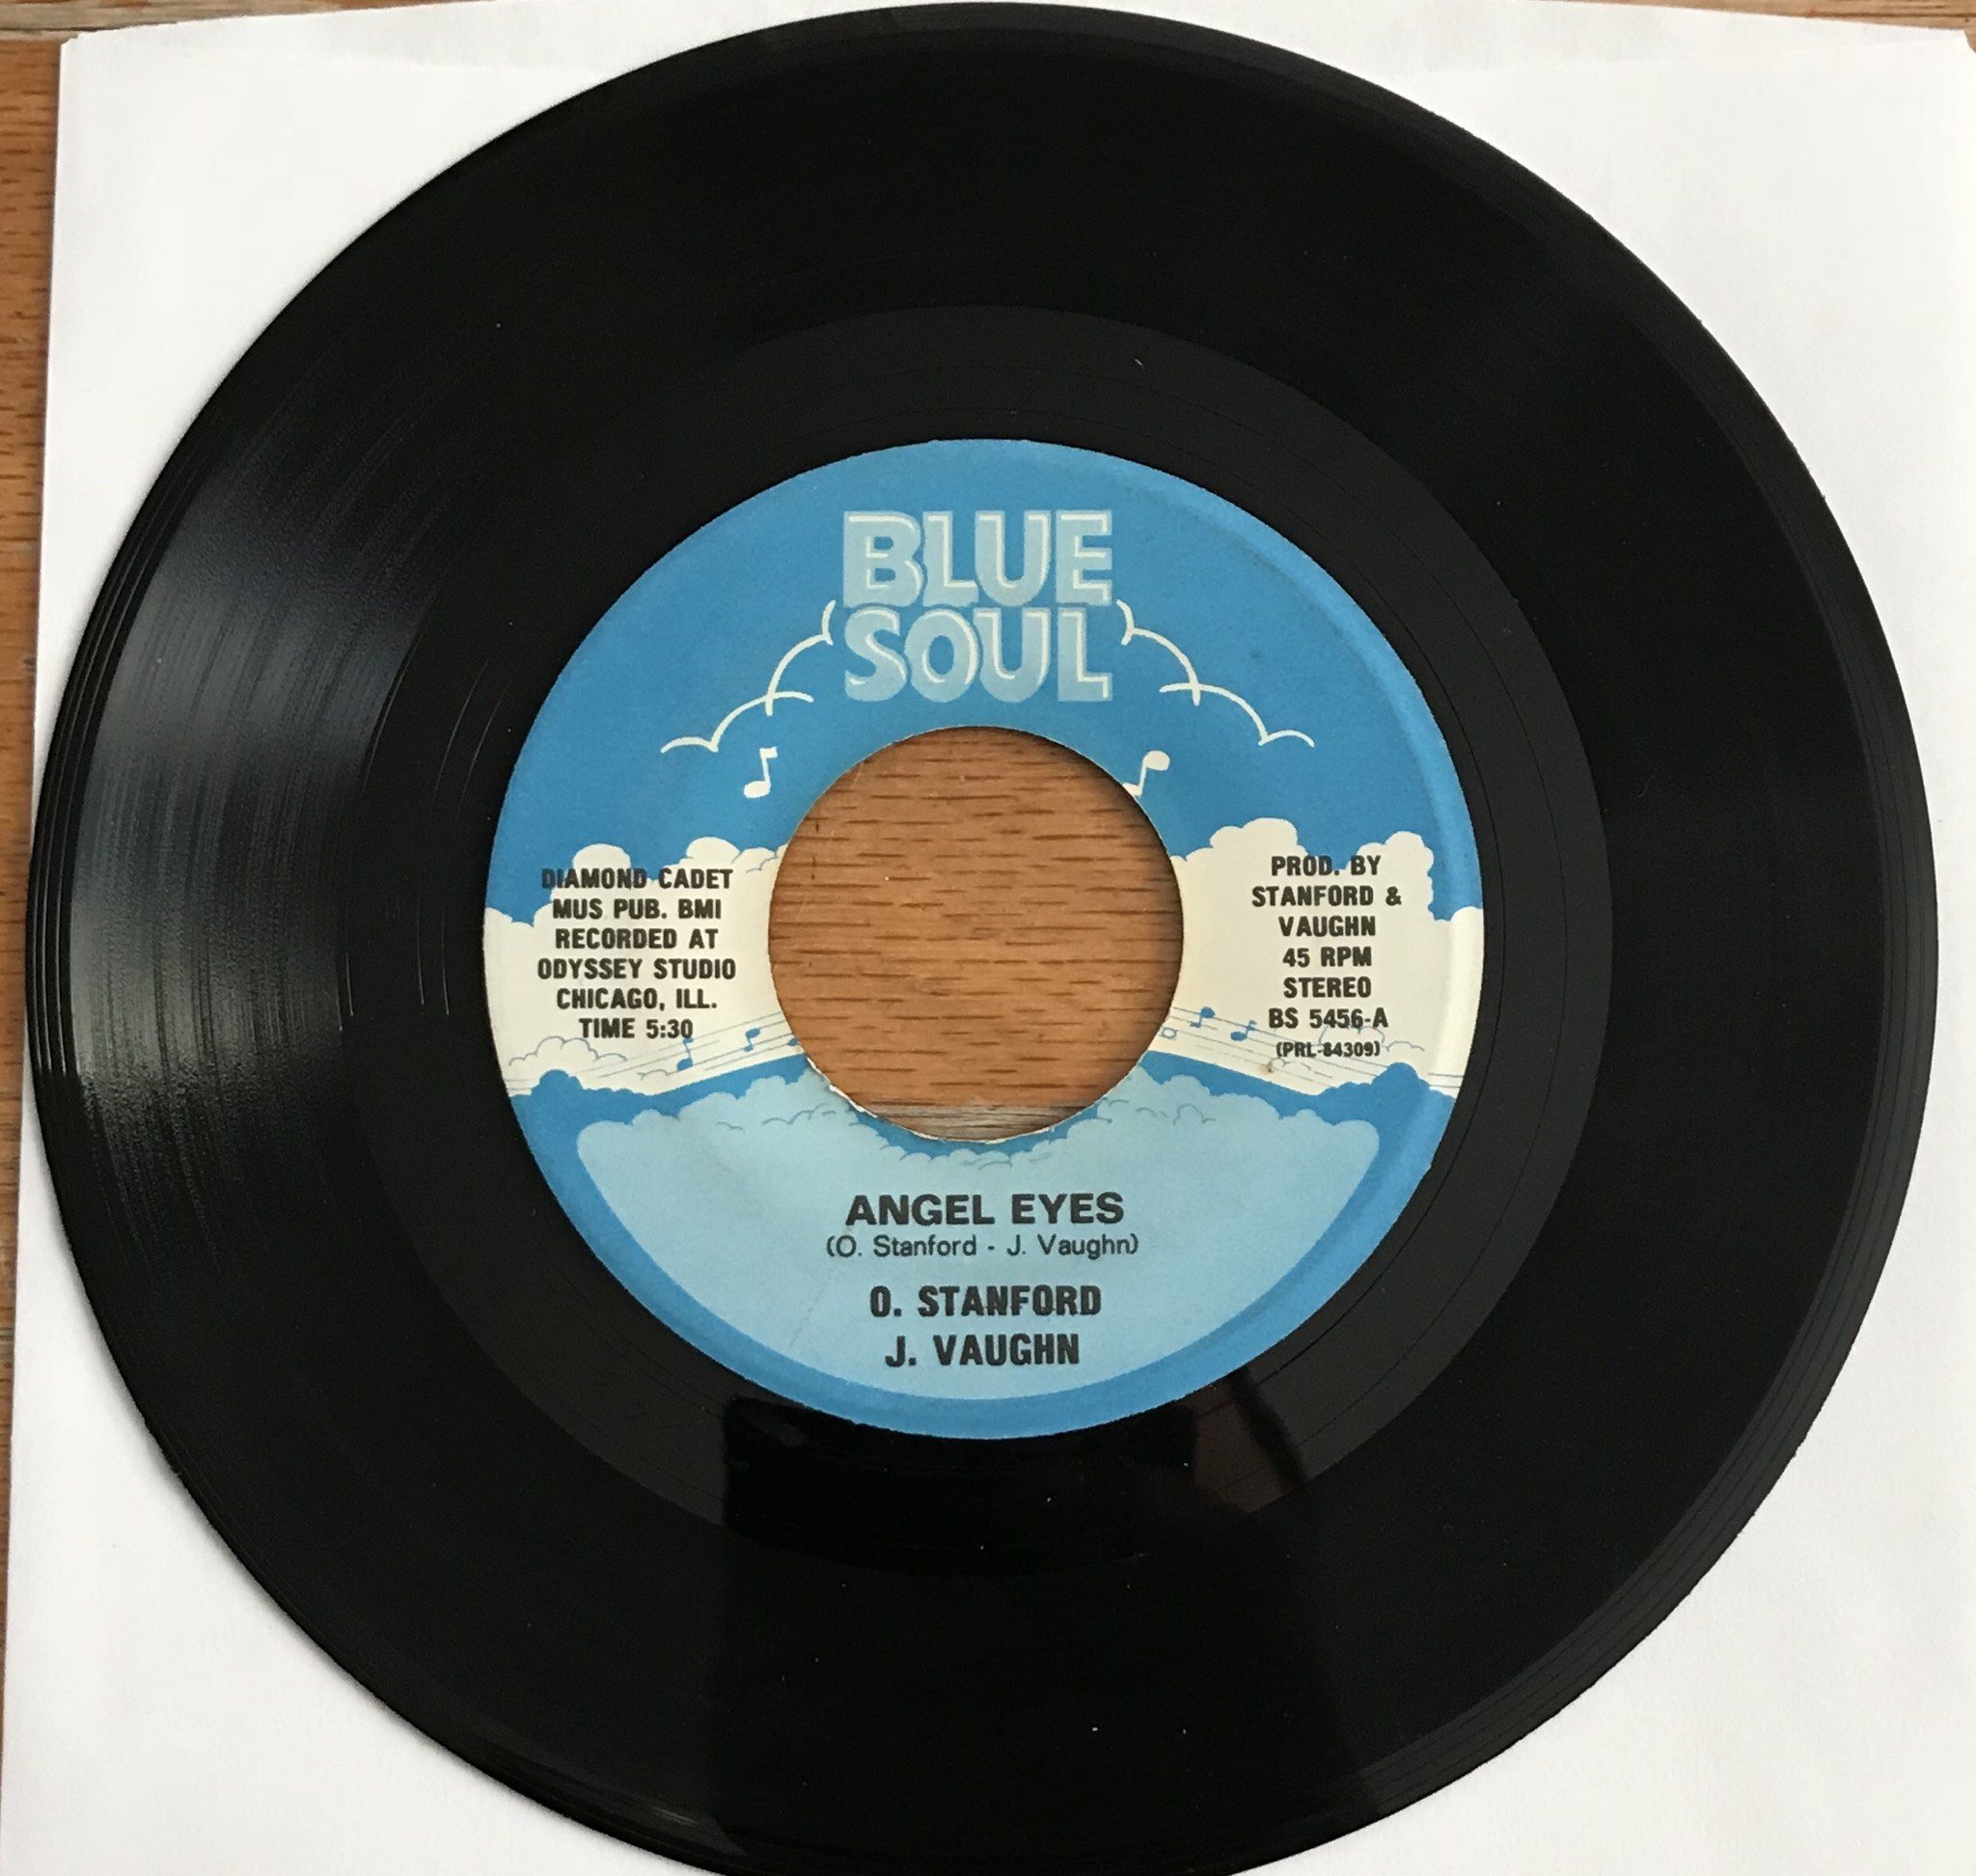 BLUE
SOUL
DIAMOND CADET
MUS PUB. BMI
RECORDED AT
ODYSSEY STUDIO
CHICAGO, ILL.
TIME 5:30
PROD. BY
STANFORD &
VAUGHN
45 RPM
STEREO
BS 5456-A
(PRL-84309)
ANGEL EYES
(O. Stanford - J. Vaughn)
O. STANFORD
J. VAUGHN